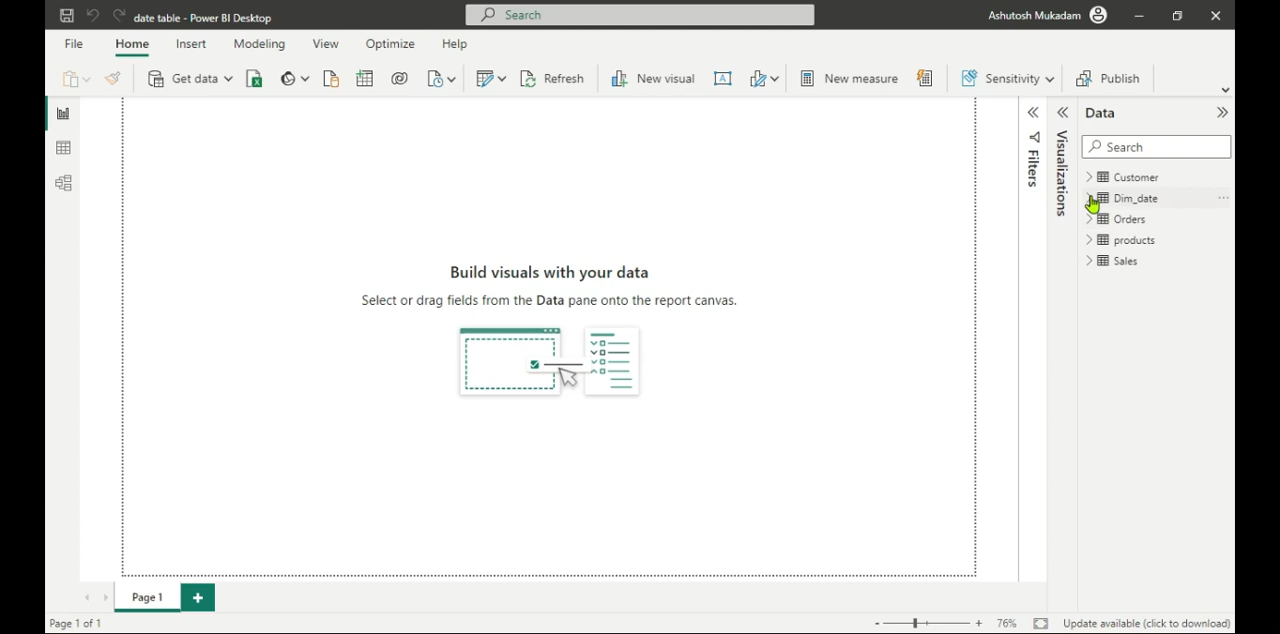 date table - Power BI Desktop
Search
Ashutosh Mukadam
File
Home
Insert
Modeling
View
Optimize
Help
Get data
Refresh
New visual
New measure
Sensitivity
Publish
Build visuals with your data
Select or drag fields from the Data pane onto the report canvas.
Filters
Visualizations
Data
Search
Customer
Dim_date
Orders
products
Sales
Page 1
Page 1 of 1
76%
Update available (click to download)